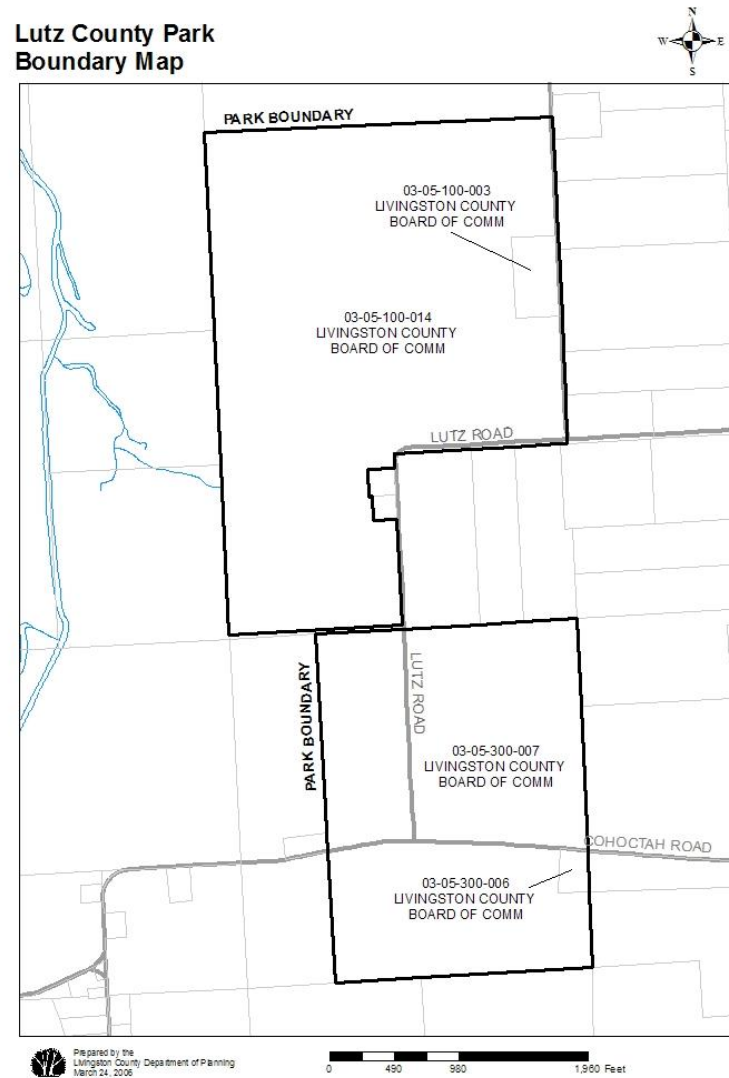 Lutz County Park
Boundary Map
N
W
E
S
PARK BOUNDARY
03-05-100-003
LIVINGSTON COUNTY
BOARD OF COMM
03-05-100-014
LIVINGSTON COUNTY
BOARD OF COMM
LUTZ ROAD
PARK BOUNDARY
LUTZ ROAD
03-05-300-007
LIVINGSTON COUNTY
BOARD OF COMM
COHOCTAH ROAD
03-05-300-006
LIVINGSTON COUNTY
BOARD OF COMM
Prepared by the
Livingston County Department of Planning
March 24, 2006
0 490 980 1,960 Feet